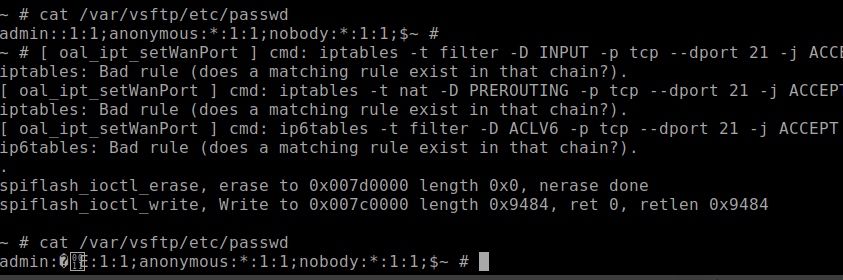 ~ # cat /var/vsftp/etc/passwd
admin::1:1;anonymous:*:1:1;nobody:*:1:1;$~ #
~ # [ oal_ipt_setWanPort ] cmd: iptables -t filter -D INPUT -p tcp --dport 21 -j ACCE
iptables: Bad rule (does a matching rule exist in that chain?).
[ oal_ipt_setWanPort ] cmd: iptables -t nat -D PREROUTING -p tcp --dport 21 -j ACCEPT
iptables: Bad rule (does a matching rule exist in that chain?).
[ oal_ipt_setWanPort ] cmd: ip6tables -t filter -D ACLV6 -p tcp --dport 21 -j ACCEPT
ip6tables: Bad rule (does a matching rule exist in that chain?).
.
spiflash_ioctl_erase, erase to 0x007d0000 length 0x0, nerase done
spiflash_ioctl_write, Write to 0x007c0000 length 0x9484, ret 0, retlen 0x9484
~ # cat /var/vsftp/etc/passwd
admin:�:1:1;anonymous:*:1:1;nobody:*:1:1;$~ #